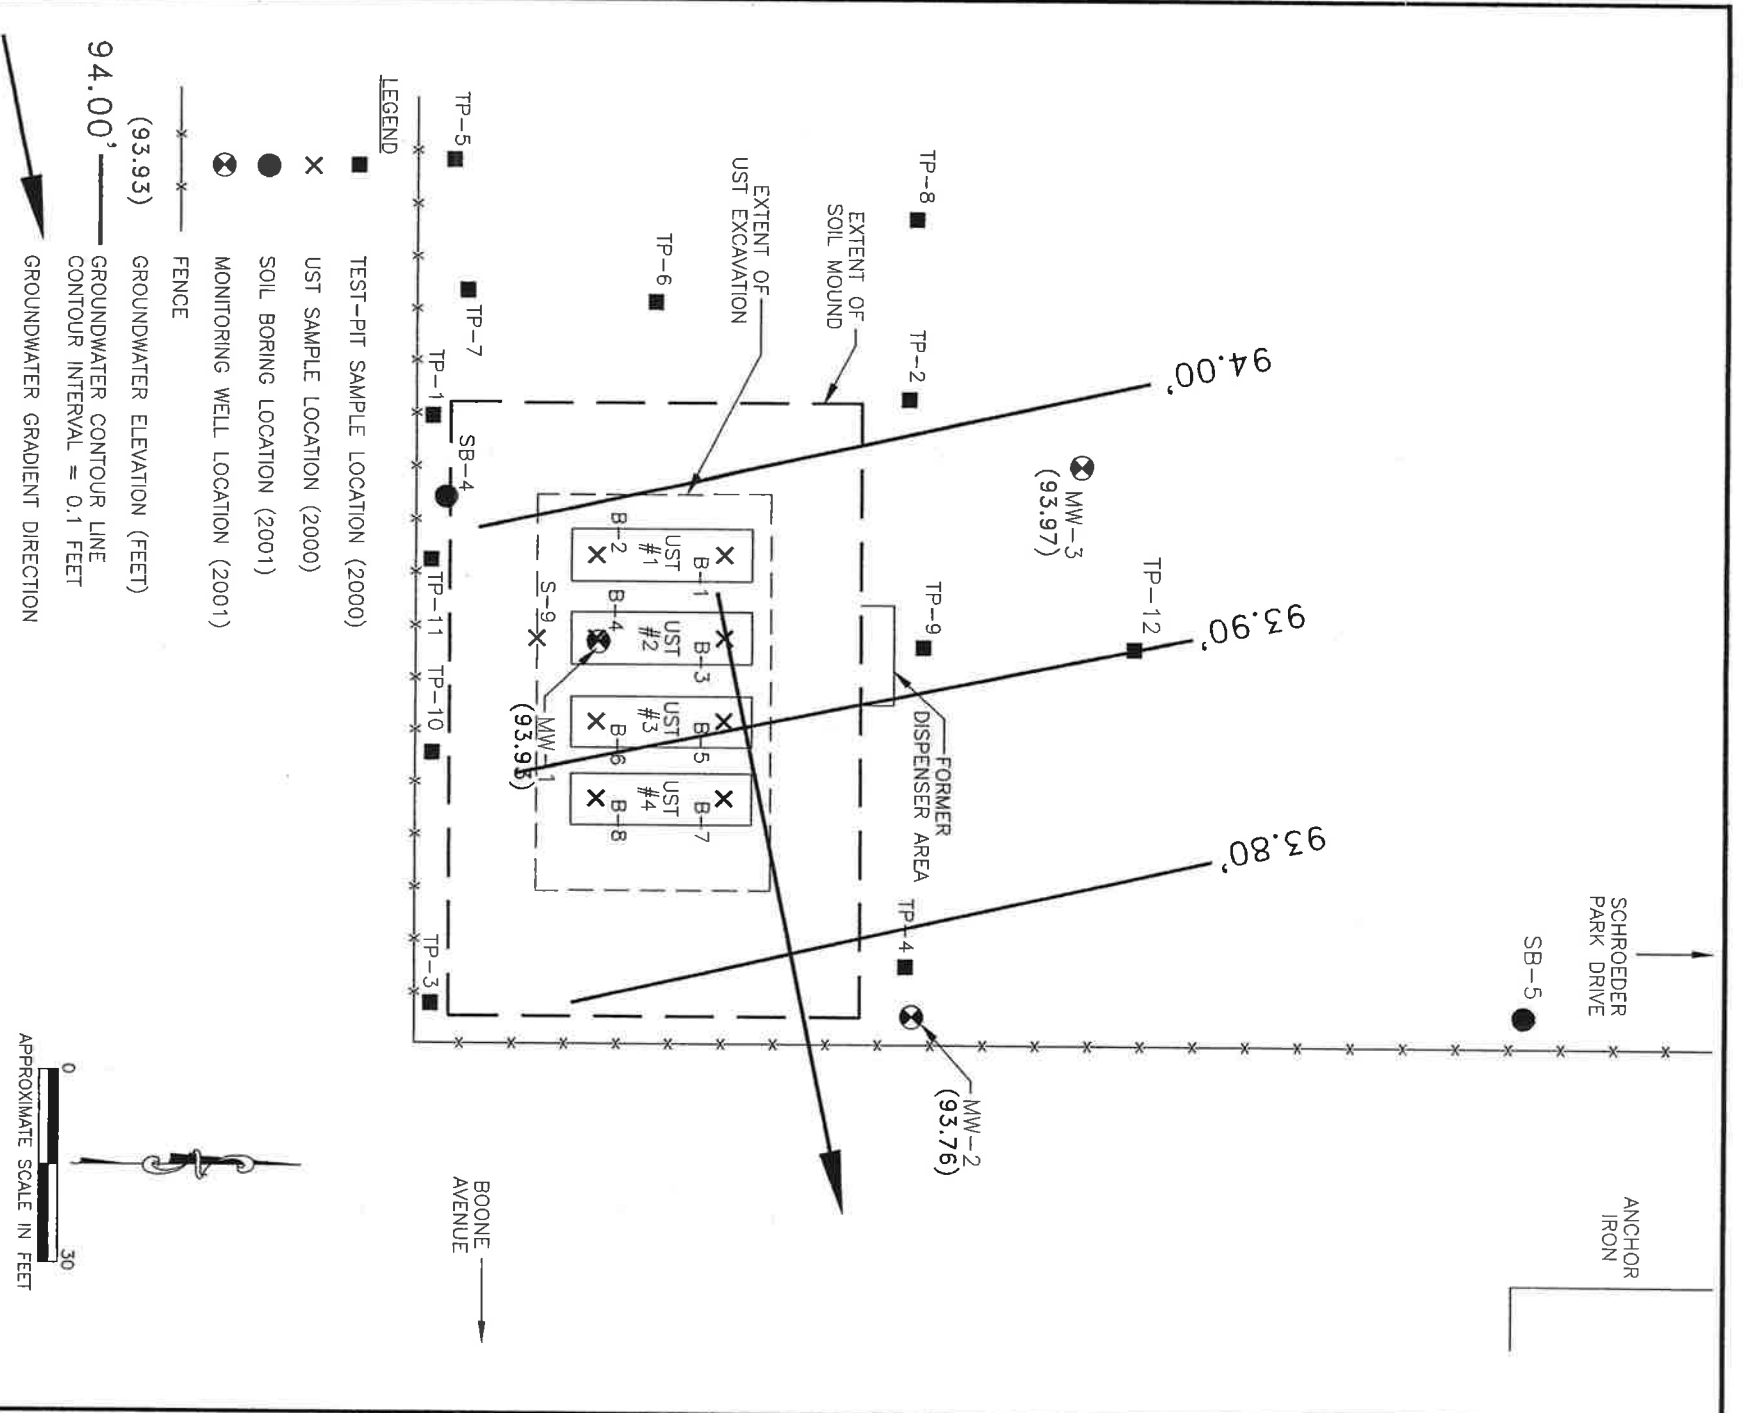 SCHROEDER
PARK DRIVE
SB-5
ANCHOR
IRON
94.00'
93.90'
93.80'
TP-12
MW-3
(93.97)
TP-8
TP-2
TP-9
TP-4
MW-2
(93.76)
FORMER
DISPENSER AREA
EXTENT OF
SOIL MOUND
EXTENT OF
UST EXCAVATION
TP-6
B-1
B-3
B-5
B-7
UST
#1
UST
#2
UST
#3
UST
#4
B-2
B-4
B-6
B-8
S-9
MW-1
(93.93)
TP-5
TP-7
TP-1
SB-4
TP-11
TP-10
TP-3
BOONE
AVENUE
LEGEND
TEST-PIT SAMPLE LOCATION (2000)
UST SAMPLE LOCATION (2000)
SOIL BORING LOCATION (2001)
MONITORING WELL LOCATION (2001)
FENCE
(93.93) GROUNDWATER ELEVATION (FEET)
94.00' GROUNDWATER CONTOUR LINE
CONTOUR INTERVAL = 0.1 FEET
GROUNDWATER GRADIENT DIRECTION
0 30
APPROXIMATE SCALE IN FEET